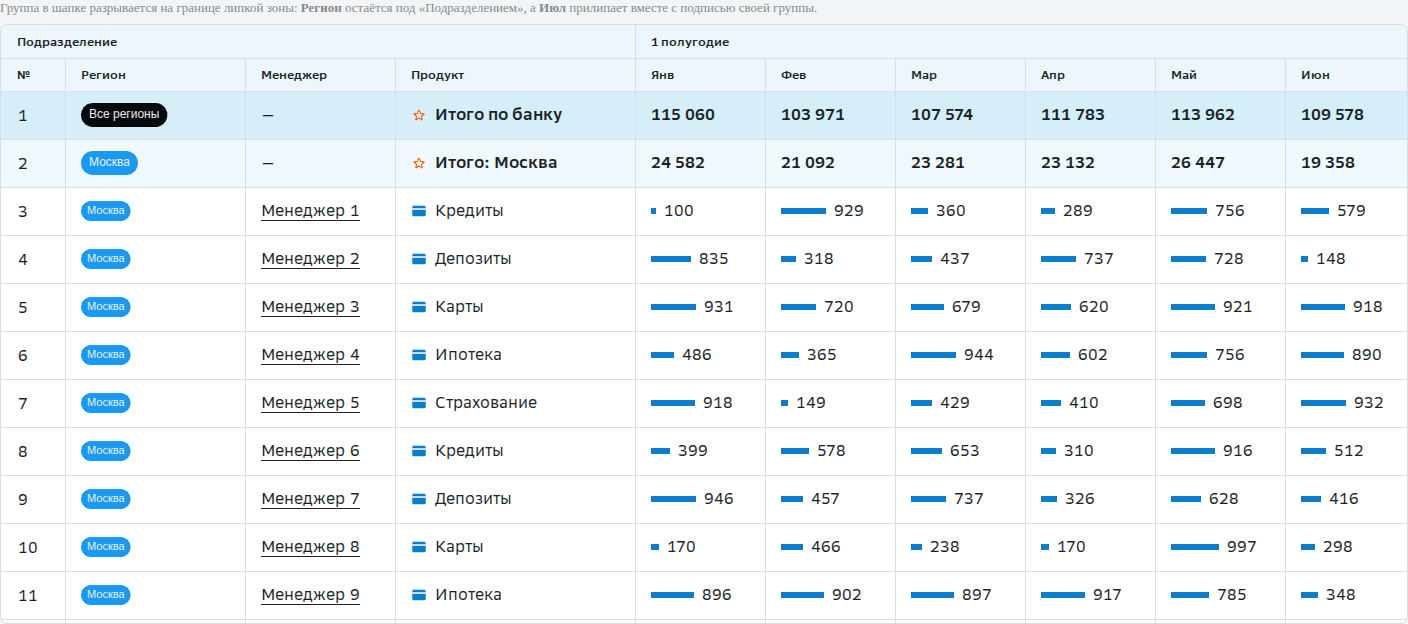 Группа в шапке разрывается на границе липкой зоны: Регион остаётся под «Подразделением», а Июл прилипает вместе с подписью своей группы.
Подразделение 1 полугодие
№ Регион Менеджер Продукт Янв Фев Мар Апр Май Июн
1 Все регионы — Итого по банку 115 060 103 971 107 574 111 783 113 962 109 578
2 Москва — Итого: Москва 24 582 21 092 23 281 23 132 26 447 19 358
3 Москва Менеджер 1 Кредиты 100 929 360 289 756 579
4 Москва Менеджер 2 Депозиты 835 318 437 737 728 148
5 Москва Менеджер 3 Карты 931 720 679 620 921 918
6 Москва Менеджер 4 Ипотека 486 365 944 602 756 890
7 Москва Менеджер 5 Страхование 918 149 429 410 698 932
8 Москва Менеджер 6 Кредиты 399 578 653 310 916 512
9 Москва Менеджер 7 Депозиты 946 457 737 326 628 416
10 Москва Менеджер 8 Карты 170 466 238 170 997 298
11 Москва Менеджер 9 Ипотека 896 902 897 917 785 348